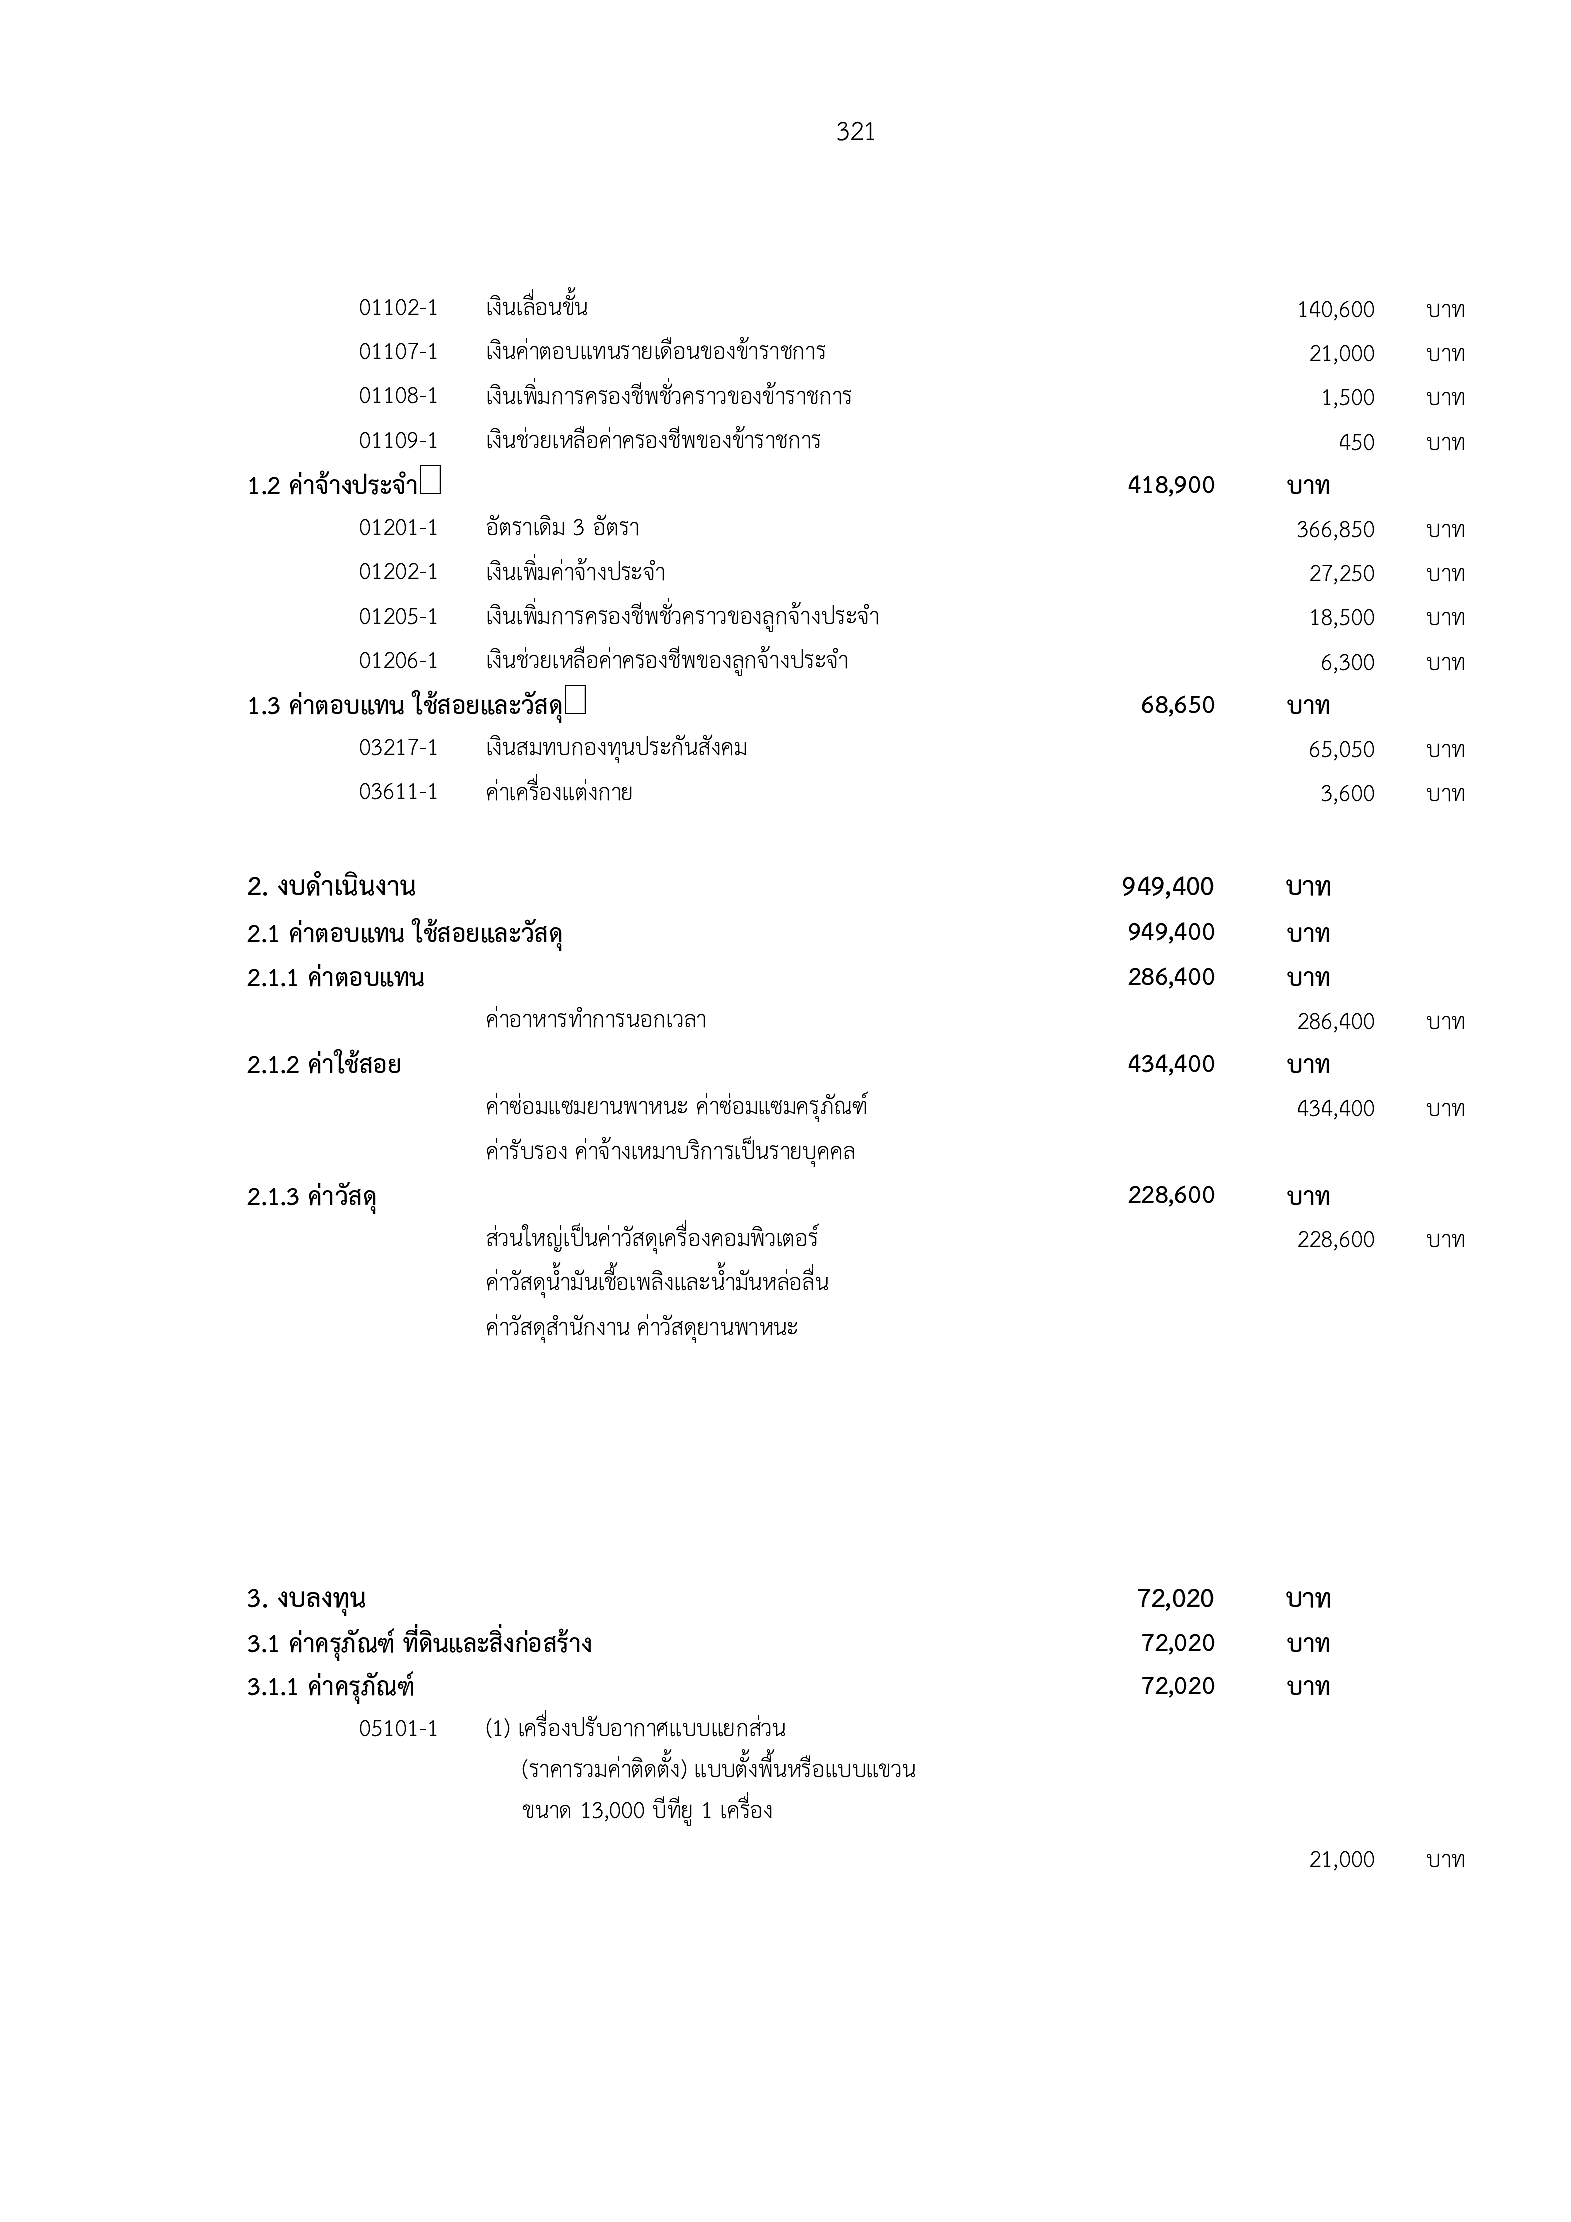 321
01102-1 เงินเลื่อนขั้น 140,600 บาท
01107-1 เงินค่าตอบแทนรายเดือนของข้าราชการ 21,000 บาท
01108-1 เงินเพิ่มการครองชีพชั่วคราวของข้าราชการ 1,500 บาท
01109-1 เงินช่วยเหลือค่าครองชีพของข้าราชการ 450 บาท
1.2 ค่าจ้างประจำ 418,900 บาท
01201-1 อัตราเดิม 3 อัตรา 366,850 บาท
01202-1 เงินเพิ่มค่าจ้างประจำ 27,250 บาท
01205-1 เงินเพิ่มการครองชีพชั่วคราวของลูกจ้างประจำ 18,500 บาท
01206-1 เงินช่วยเหลือค่าครองชีพของลูกจ้างประจำ 6,300 บาท
1.3 ค่าตอบแทน ใช้สอยและวัสดุ 68,650 บาท
03217-1 เงินสมทบกองทุนประกันสังคม 65,050 บาท
03611-1 ค่าเครื่องแต่งกาย 3,600 บาท
2. งบดำเนินงาน 949,400 บาท
2.1 ค่าตอบแทน ใช้สอยและวัสดุ 949,400 บาท
2.1.1 ค่าตอบแทน 286,400 บาท
ค่าอาหารทำการนอกเวลา 286,400 บาท
2.1.2 ค่าใช้สอย 434,400 บาท
ค่าซ่อมแซมยานพาหนะ ค่าซ่อมแซมครุภัณฑ์ 434,400 บาท
ค่ารับรอง ค่าจ้างเหมาบริการเป็นรายบุคคล
2.1.3 ค่าวัสดุ 228,600 บาท
ส่วนใหญ่เป็นค่าวัสดุเครื่องคอมพิวเตอร์ 228,600 บาท
ค่าวัสดุน้ำมันเชื้อเพลิงและน้ำมันหล่อลื่น
ค่าวัสดุสำนักงาน ค่าวัสดุยานพาหนะ
3. งบลงทุน 72,020 บาท
3.1 ค่าครุภัณฑ์ ที่ดินและสิ่งก่อสร้าง 72,020 บาท
3.1.1 ค่าครุภัณฑ์ 72,020 บาท
05101-1 (1) เครื่องปรับอากาศแบบแยกส่วน
(ราคารวมค่าติดตั้ง) แบบตั้งพื้นหรือแบบแขวน
ขนาด 13,000 บีทียู 1 เครื่อง
21,000 บาท